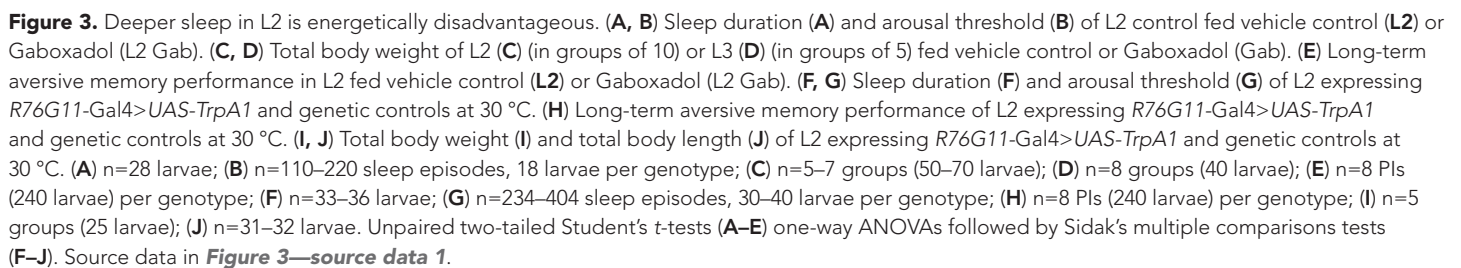 Figure 3. Deeper sleep in L2 is energetically disadvantageous. (A, B) Sleep duration (A) and arousal threshold (B) of L2 control fed vehicle control (L2) or
Gaboxadol (L2 Gab). (C, D) Total body weight of L2 (C) (in groups of 10) or L3 (D) (in groups of 5) fed vehicle control or Gaboxadol (Gab). (E) Long-term
aversive memory performance in L2 fed vehicle control (L2) or Gaboxadol (L2 Gab). (F, G) Sleep duration (F) and arousal threshold (G) of L2 expressing
R76G11-Gal4>UAS-TrpA1 and genetic controls at 30 °C. (H) Long-term aversive memory performance of L2 expressing R76G11-Gal4>UAS-TrpA1
and genetic controls at 30 °C. (I, J) Total body weight (I) and total body length (J) of L2 expressing R76G11-Gal4>UAS-TrpA1 and genetic controls at
30 °C. (A) n=28 larvae; (B) n=110–220 sleep episodes, 18 larvae per genotype; (C) n=5–7 groups (50–70 larvae); (D) n=8 groups (40 larvae); (E) n=8 PIs
(240 larvae) per genotype; (F) n=33–36 larvae; (G) n=234–404 sleep episodes, 30–40 larvae per genotype; (H) n=8 PIs (240 larvae) per genotype; (I) n=5
groups (25 larvae); (J) n=31–32 larvae. Unpaired two-tailed Student's t-tests (A–E) one-way ANOVAs followed by Sidak's multiple comparisons tests
(F–J). Source data in Figure 3—source data 1.